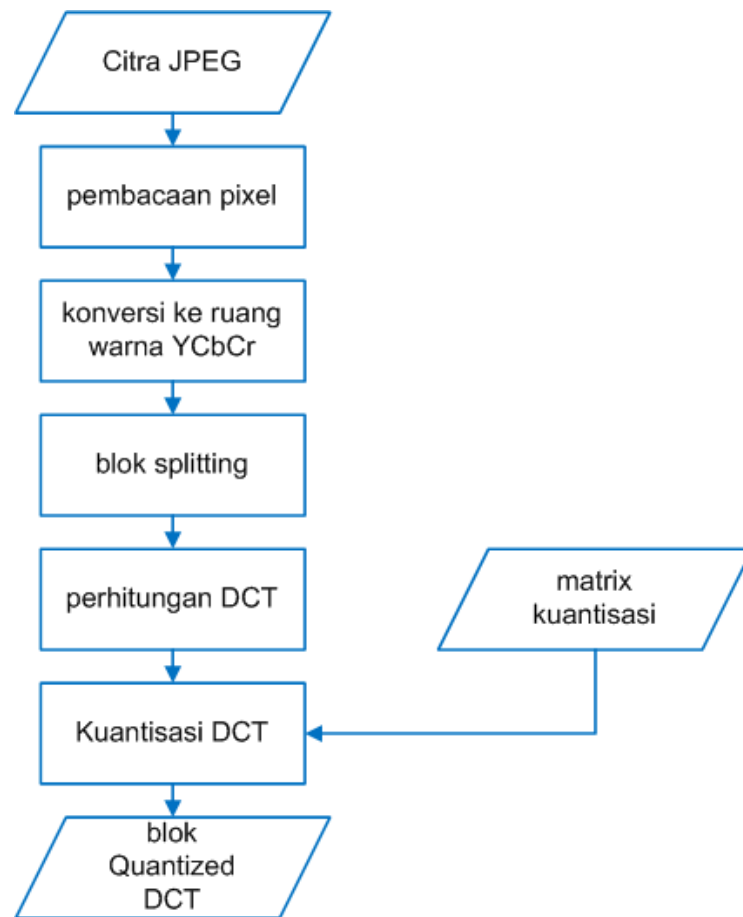 Citra JPEG
pembacaan pixel
konversi ke ruang
warna YCbCr
blok splitting
perhitungan DCT
matrix
kuantisasi
Kuantisasi DCT
blok
Quantized
DCT